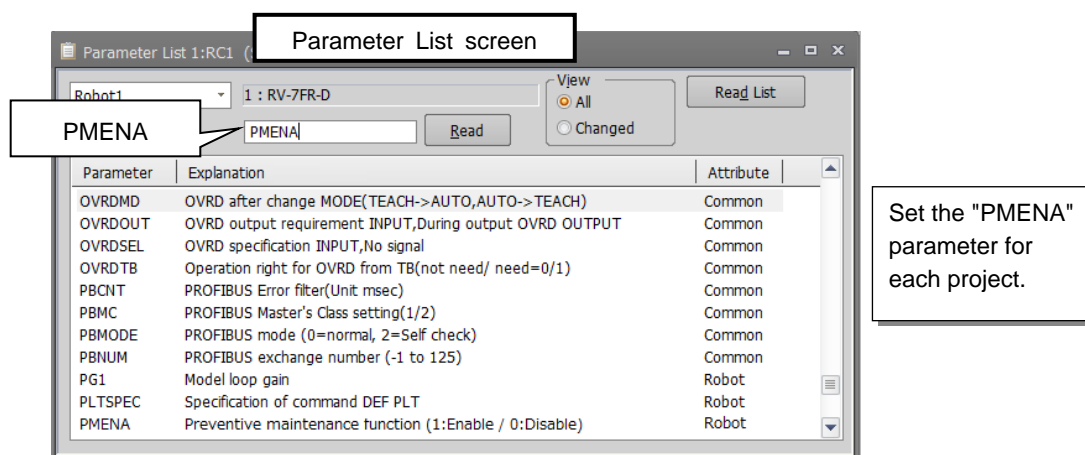 Parameter List screen
Parameter List 1:RC1 (
Robot1
1 : RV-7FR-D
View
All
Changed
Read List
PMENA
PMENA
Read
Parameter Explanation Attribute
OVRDMD OVRD after change MODE(TEACH->AUTO,AUTO->TEACH) Common
OVRDOUT OVRD output requirement INPUT,During output OVRD OUTPUT Common
OVRDSEL OVRD specification INPUT,No signal Common
OVRDTB Operation right for OVRD from TB(not need/ need=0/1) Common
PBCNT PROFIBUS Error filter(Unit msec) Common
PBMC PROFIBUS Master's Class setting(1/2) Common
PBMODE PROFIBUS mode (0=normal, 2=Self check) Common
PBNUM PROFIBUS exchange number (-1 to 125) Common
PG1 Model loop gain Robot
PLTSPEC Specification of command DEF PLT Robot
PMENA Preventive maintenance function (1:Enable / 0:Disable) Robot
Set the "PMENA"
parameter for
each project.